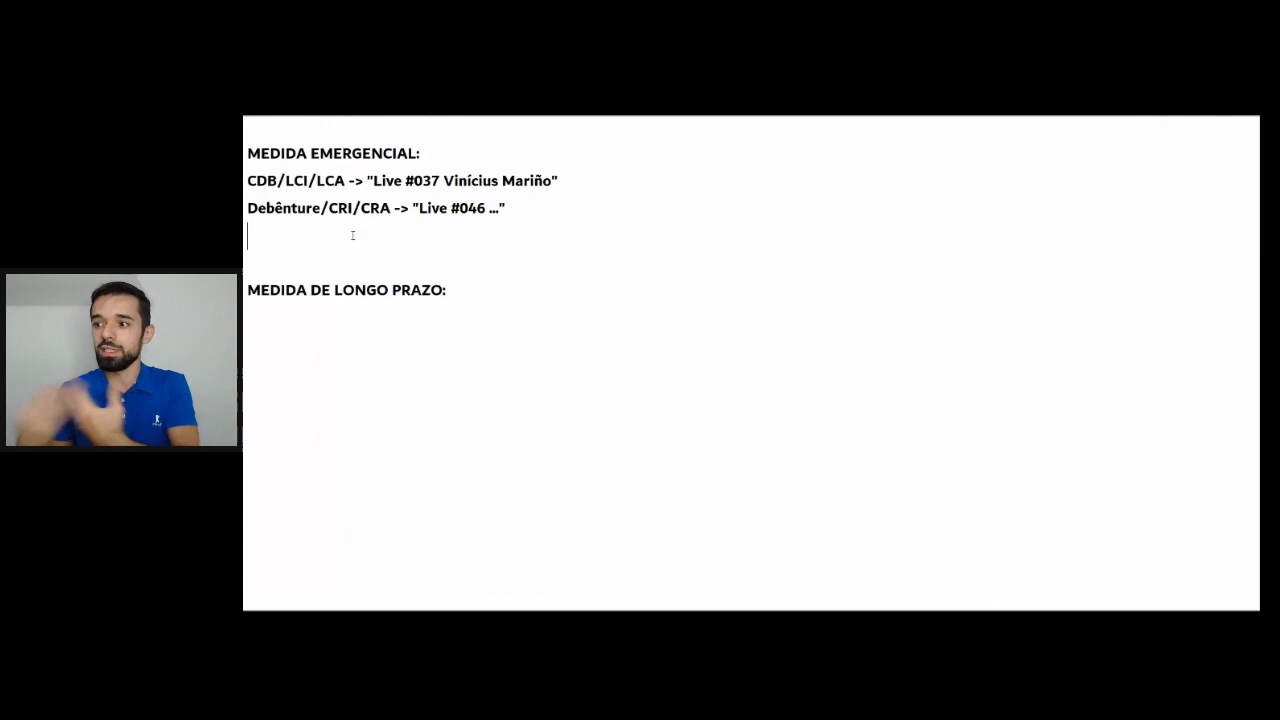 MEDIDA EMERGENCIAL:
CDB/LCI/LCA -> "Live #037 Vinícius Mariño"
Debênture/CRI/CRA -> "Live #046 ..."
MEDIDA DE LONGO PRAZO: